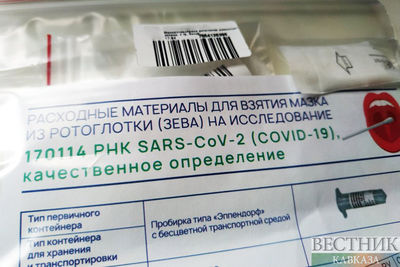 РАСХОДНЫЕ МАТЕРИАЛЫ ДЛЯ ВЗЯТИЯ МАЗКА
ИЗ РОТОГЛОТКИ (ЗЕВА) НА ИССЛЕДОВАНИЕ
170114 РНК SARS-CoV-2 (COVID-19),
качественное определение
Тип первичного
контейнера
Пробирка типа «Эппендорф»
с бесцветной транспортной средой
Тип контейнера
для хранения
и транспортировки
ВЕСТНИК
КАВКАЗА